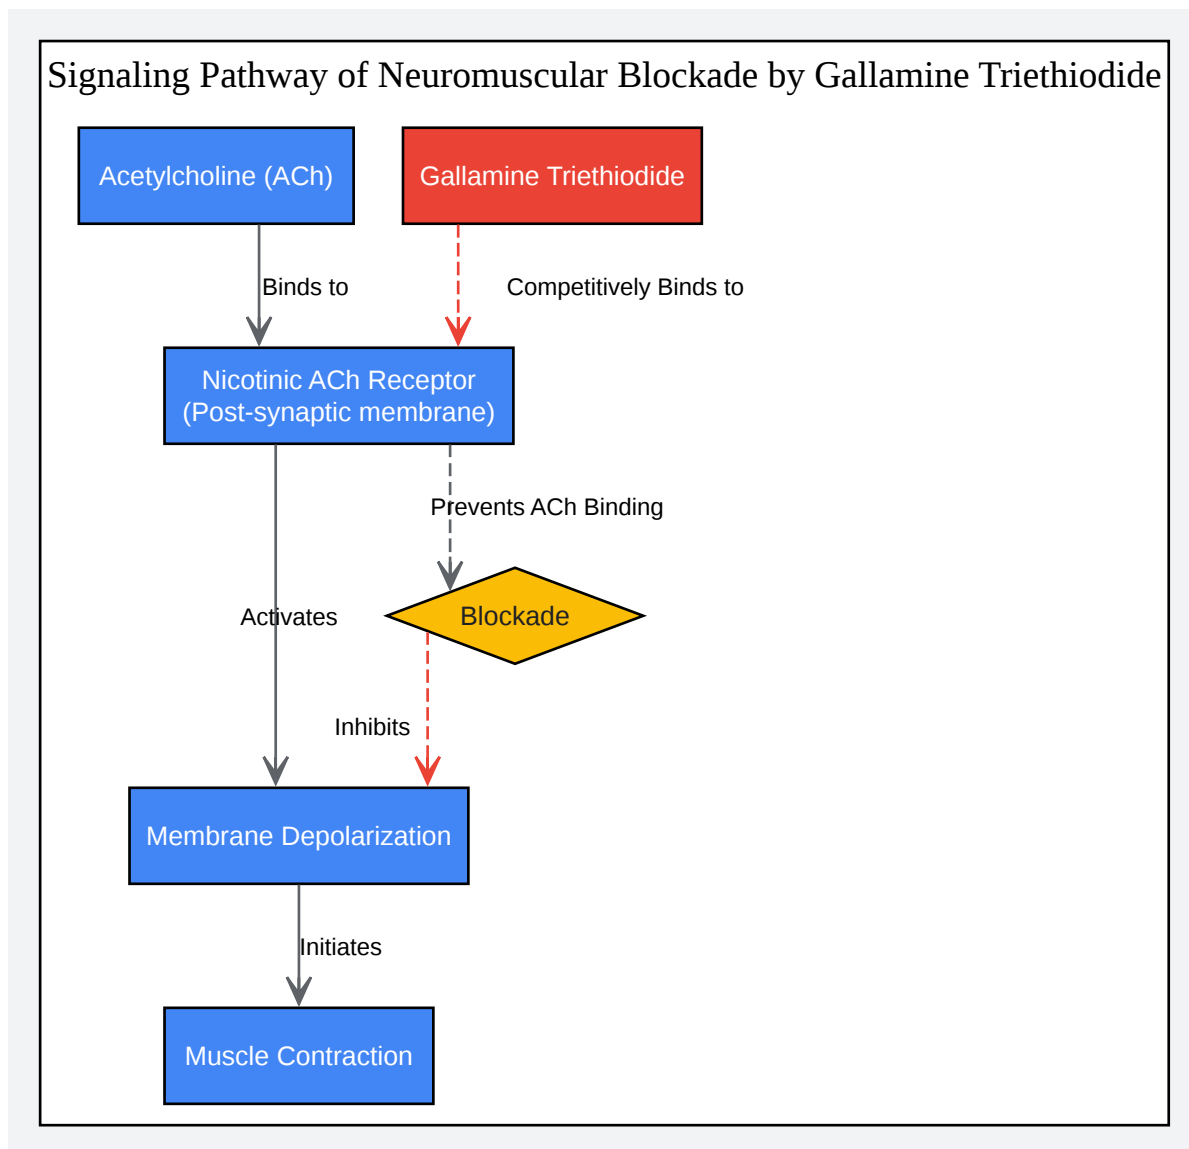 Signaling Pathway of Neuromuscular Blockade by Gallamine Triethiodide
Acetylcholine (ACh)
Gallamine Triethiodide
Binds to
Competitively Binds to
Nicotinic ACh Receptor
(Post-synaptic membrane)
Prevents ACh Binding
Activates
Blockade
Inhibits
Membrane Depolarization
Initiates
Muscle Contraction